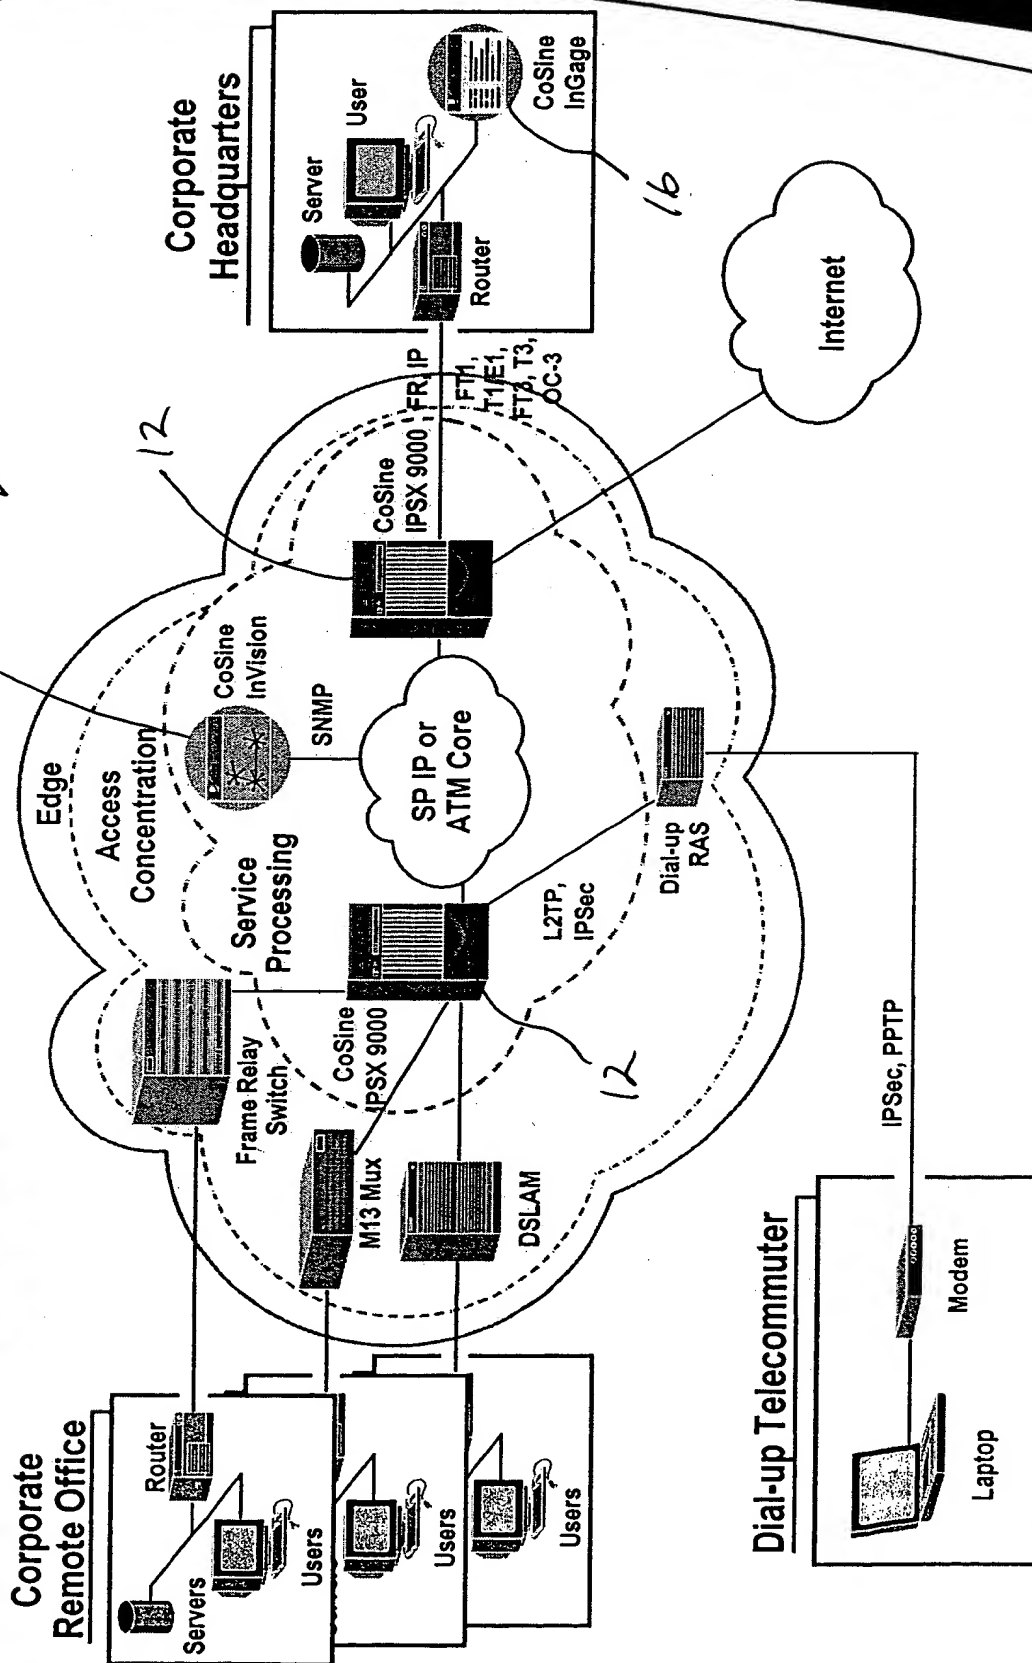 Corporate
Remote Office
Router
Servers
Users
Users
Users
Dial-up Telecommuter
Laptop
Modem
IPSec, PPTP
Edge
Access
Concentration
Service
Processing
Frame Relay
Switch
M13 Mux
DSLAM
CoSine
IPSX 9000
12
L2TP,
IPSec
Dial-up
RAS
CoSine
InVision
SNMP
SP IP or
ATM Core
12
CoSine
IPSX 9000
FR, IP
FT1,
T1/E1,
FT3, T3,
OC-3
Corporate
Headquarters
Server
User
Router
CoSine
InGage
16
Internet